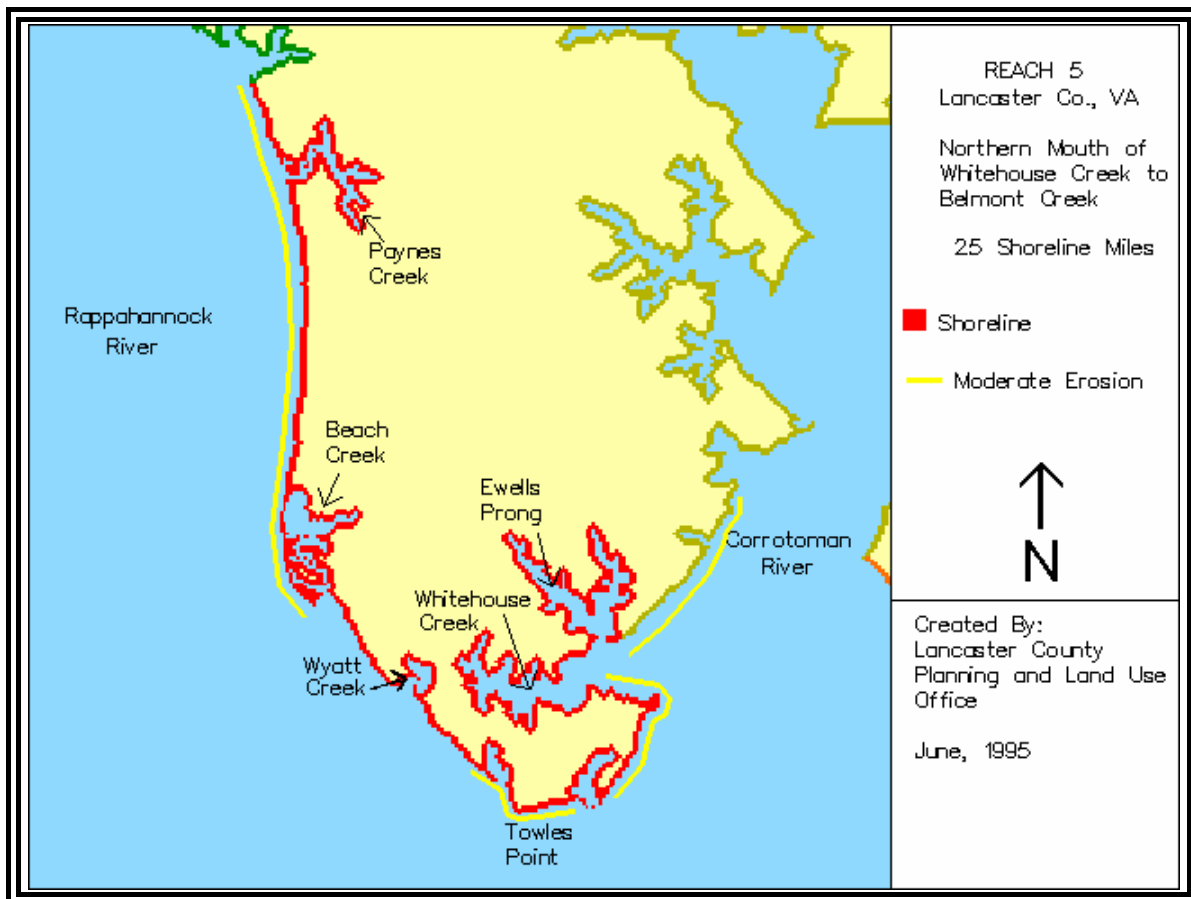 REACH 5
Lancaster Co., VA
Northern Mouth of
Whitehouse Creek to
Belmont Creek
25 Shoreline Miles
Shoreline
Moderate Erosion
N
Created By:
Lancaster County
Planning and Land Use
Office
June, 1995
Paynes
Creek
Rappahannock
River
Beach
Creek
Ewells
Prong
Corrotoman
River
Whitehouse
Creek
Wyatt
Creek
Towles
Point